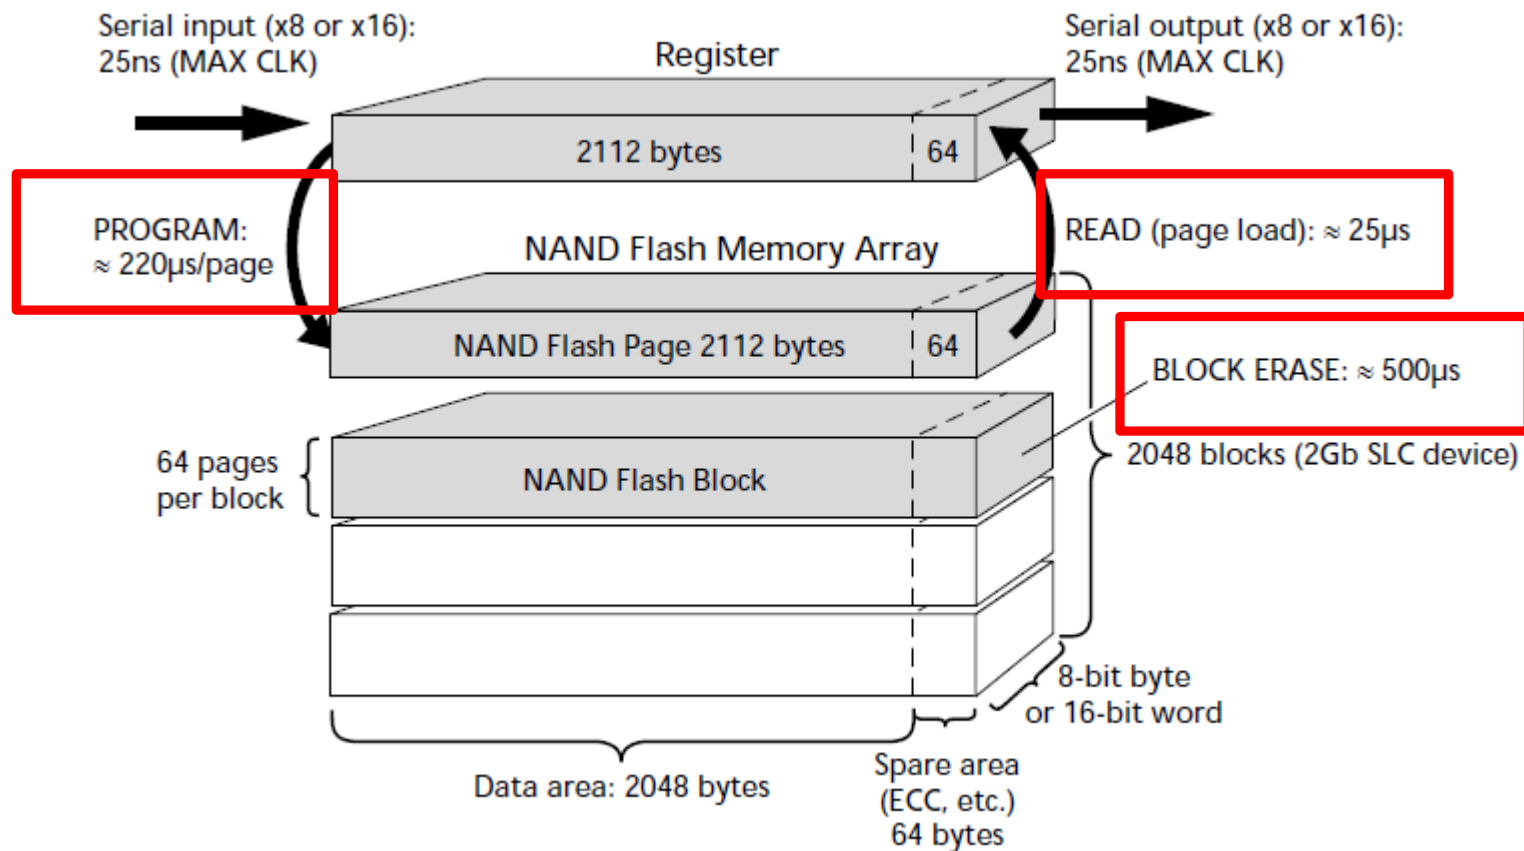 Serial input (x8 or x16):
25ns (MAX CLK)
Register
Serial output (x8 or x16):
25ns (MAX CLK)
2112 bytes
64
PROGRAM:
≈ 220µs/page
READ (page load): ≈ 25µs
NAND Flash Memory Array
NAND Flash Page 2112 bytes
64
BLOCK ERASE: ≈ 500µs
64 pages
per block
NAND Flash Block
2048 blocks (2Gb SLC device)
8-bit byte
or 16-bit word
Data area: 2048 bytes
Spare area
(ECC, etc.)
64 bytes